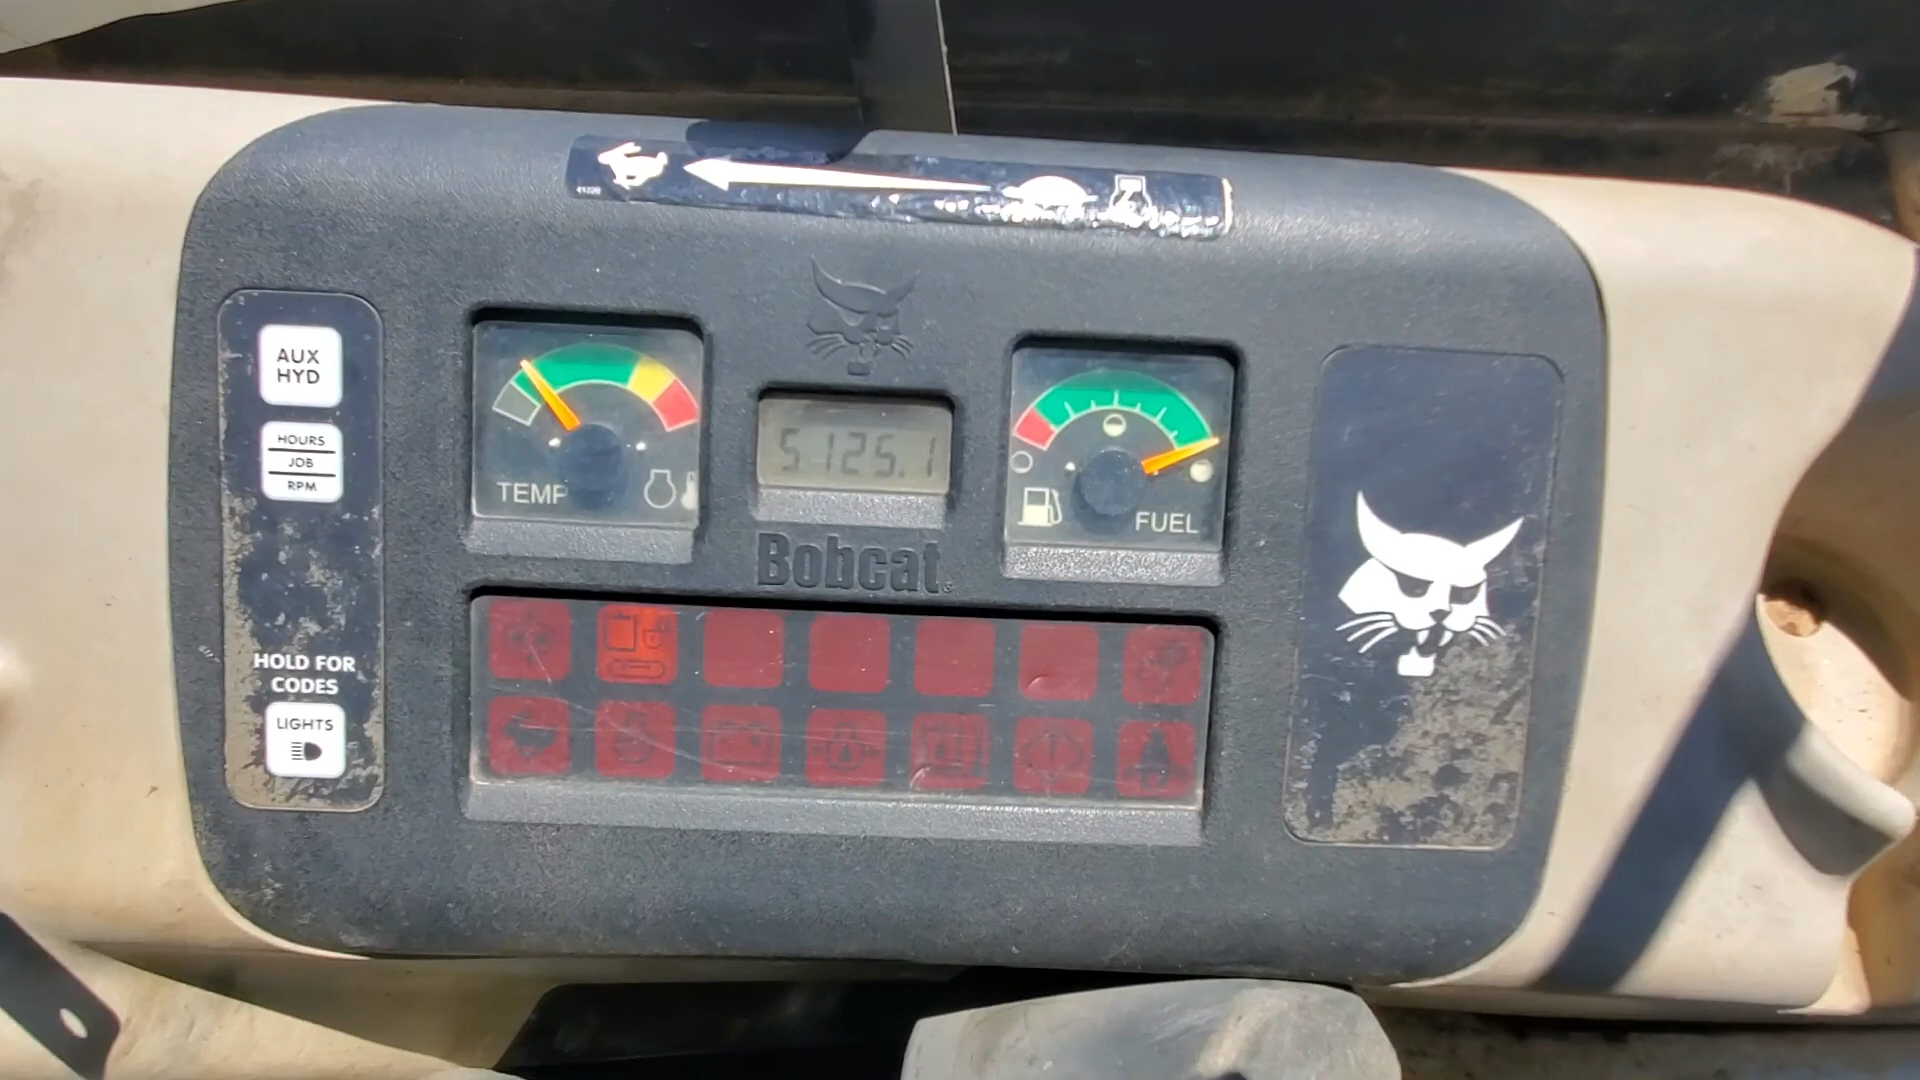 AUX
HYD
HOURS
JOB
RPM
HOLD FOR
CODES
LIGHTS
TEMP
5125.1
FUEL
Bobcat